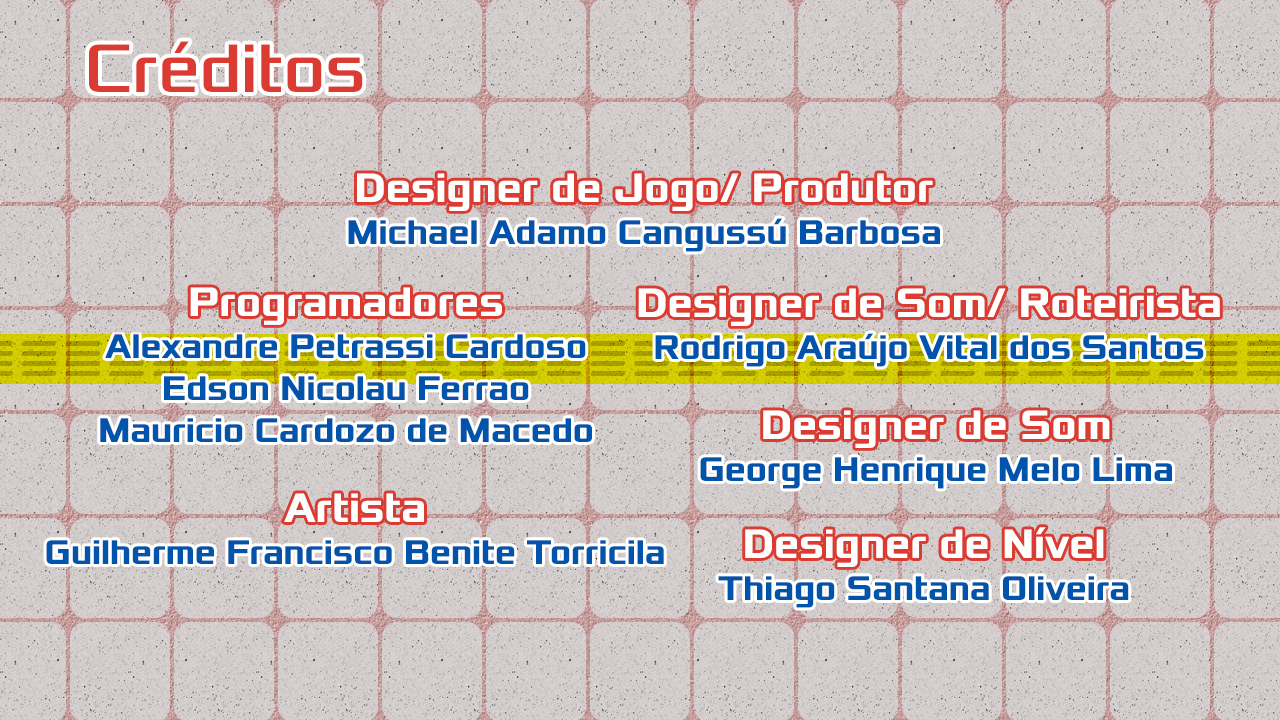 Créditos
Designer de Jogo/ Produtor
Michael Adamo Cangussú Barbosa
Programadores
Alexandre Petrassi Cardoso
Edson Nicolau Ferrao
Mauricio Cardozo de Macedo
Artista
Guilherme Francisco Benite Torricila
Designer de Som/ Roteirista
Rodrigo Araújo Vital dos Santos
Designer de Som
George Henrique Melo Lima
Designer de Nível
Thiago Santana Oliveira